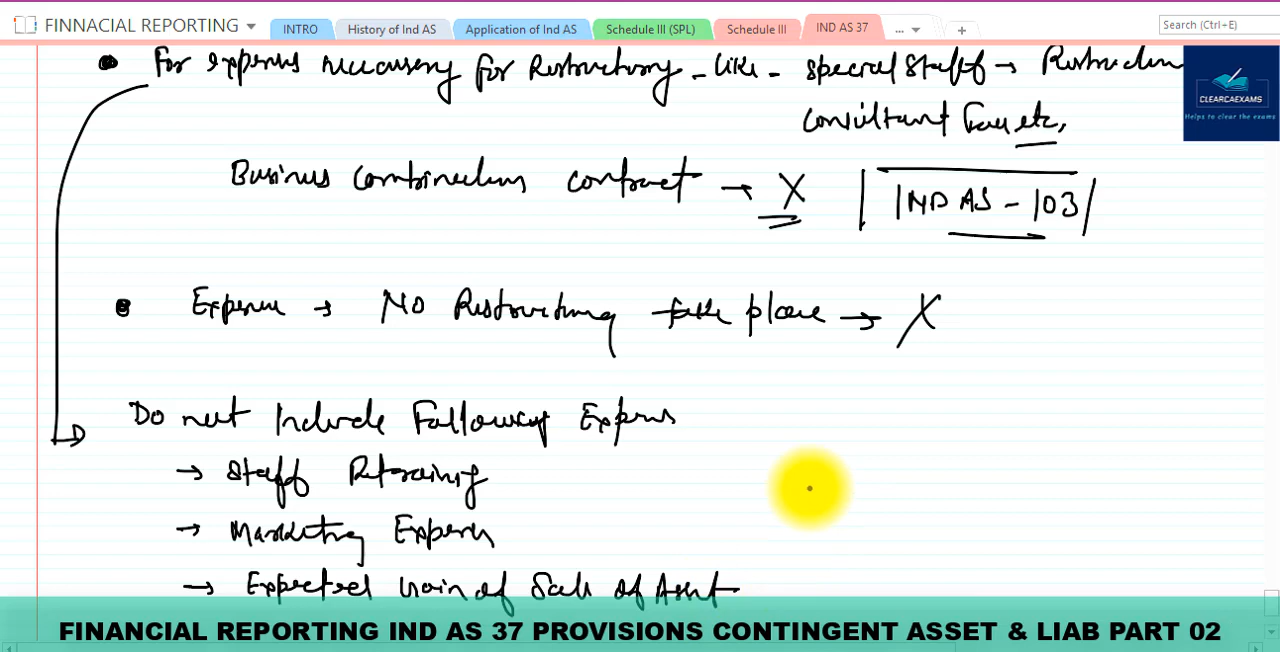 FINNACIAL REPORTING
INTRO
History of Ind AS
Application of Ind AS
Schedule III (SPL)
Schedule III
IND AS 37
...
Search (Ctrl+E)
For expenses necessary for Restructuring - like - special staff → Restructuring
consultant Fees etc,
CLEARCAEXAMS
Helps to clear the exams
Business combination contract → X | IND AS - 103 |
Expense → No Restructuring take place → X
Do not Include Following Expenses
→ Staff Retraining
→ Marketing Expenses
→ Expected Gain of Sale of Asset
FINANCIAL REPORTING IND AS 37 PROVISIONS CONTINGENT ASSET & LIAB PART 02